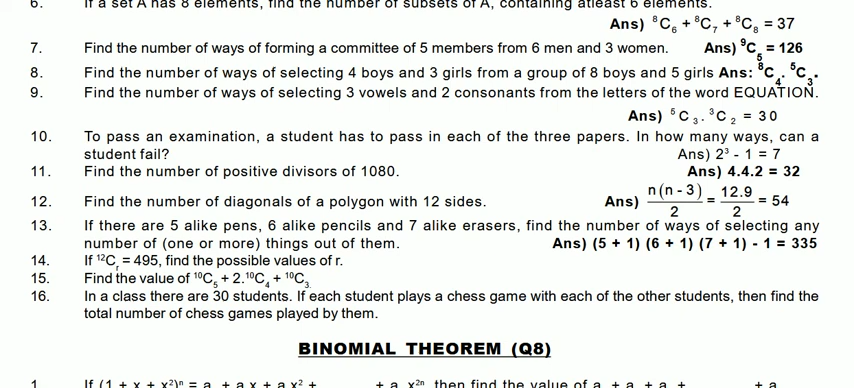 6. If a set A has 8 elements, find the number of subsets of A, containing atleast 6 elements.
Ans) ⁸C₆ + ⁸C₇ + ⁸C₈ = 37
7. Find the number of ways of forming a committee of 5 members from 6 men and 3 women. Ans) ⁹C₅ = 126
8. Find the number of ways of selecting 4 boys and 3 girls from a group of 8 boys and 5 girls Ans: ⁸C₄. ⁵C₃.
9. Find the number of ways of selecting 3 vowels and 2 consonants from the letters of the word EQUATION.
Ans) ⁵C₃.³C₂ = 30
10. To pass an examination, a student has to pass in each of the three papers. In how many ways, can a
student fail? Ans) 2³ - 1 = 7
11. Find the number of positive divisors of 1080. Ans) 4.4.2 = 32
12. Find the number of diagonals of a polygon with 12 sides. Ans) n(n - 3)/2 = 12.9/2 = 54
13. If there are 5 alike pens, 6 alike pencils and 7 alike erasers, find the number of ways of selecting any
number of (one or more) things out of them. Ans) (5 + 1) (6 + 1) (7 + 1) - 1 = 335
14. If ¹²Cᵣ = 495, find the possible values of r.
15. Find the value of ¹⁰C₅ + 2.¹⁰C₄ + ¹⁰C₃.
16. In a class there are 30 students. If each student plays a chess game with each of the other students, then find the
total number of chess games played by them.
BINOMIAL THEOREM (Q8)
1. If (1 + x + x²)ⁿ = a + a x + a x² + + a x²ⁿ then find the value of a + a + a + + a